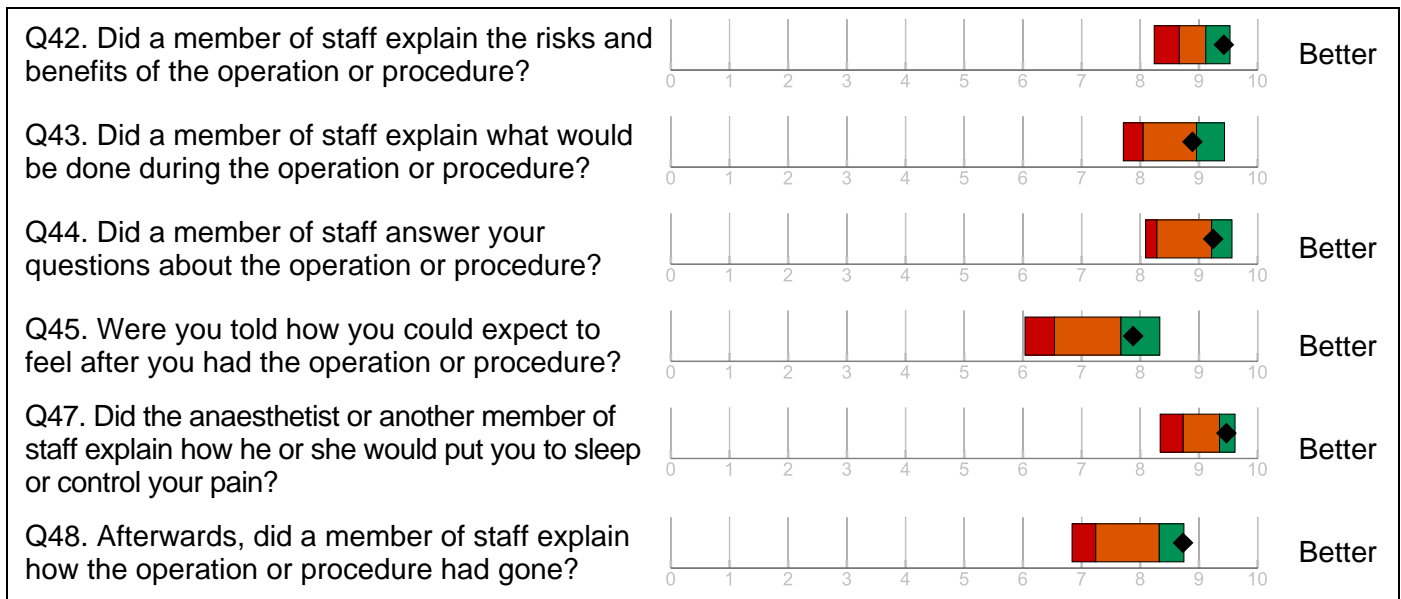 Q42. Did a member of staff explain the risks and
benefits of the operation or procedure?
Better
0 1 2 3 4 5 6 7 8 9 10
Q43. Did a member of staff explain what would
be done during the operation or procedure?
0 1 2 3 4 5 6 7 8 9 10
Q44. Did a member of staff answer your
questions about the operation or procedure?
Better
0 1 2 3 4 5 6 7 8 9 10
Q45. Were you told how you could expect to
feel after you had the operation or procedure?
Better
0 1 2 3 4 5 6 7 8 9 10
Q47. Did the anaesthetist or another member of
staff explain how he or she would put you to sleep
or control your pain?
Better
0 1 2 3 4 5 6 7 8 9 10
Q48. Afterwards, did a member of staff explain
how the operation or procedure had gone?
Better
0 1 2 3 4 5 6 7 8 9 10